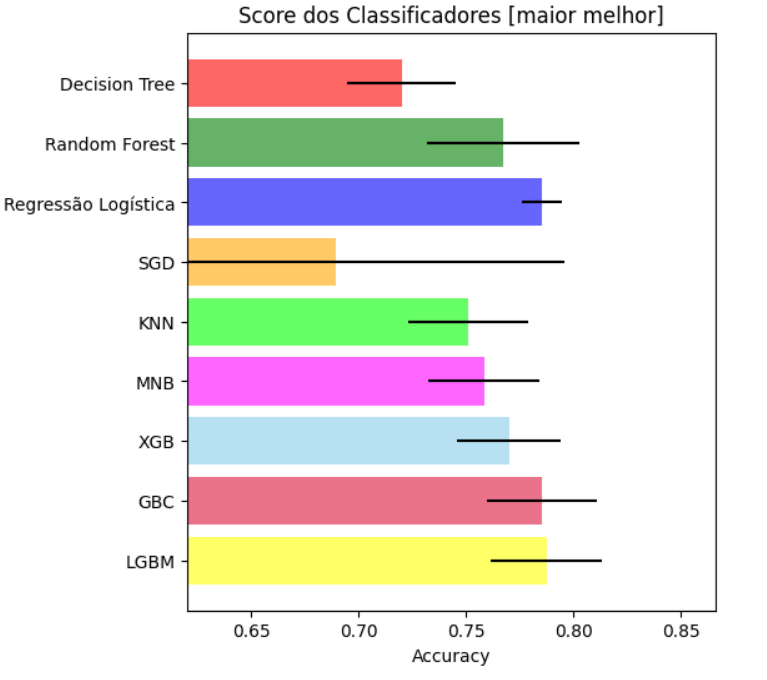 Score dos Classificadores [maior melhor]
Decision Tree
Random Forest
Regressão Logística
SGD
KNN
MNB
XGB
GBC
LGBM
0.65 0.70 0.75 0.80 0.85
Accuracy